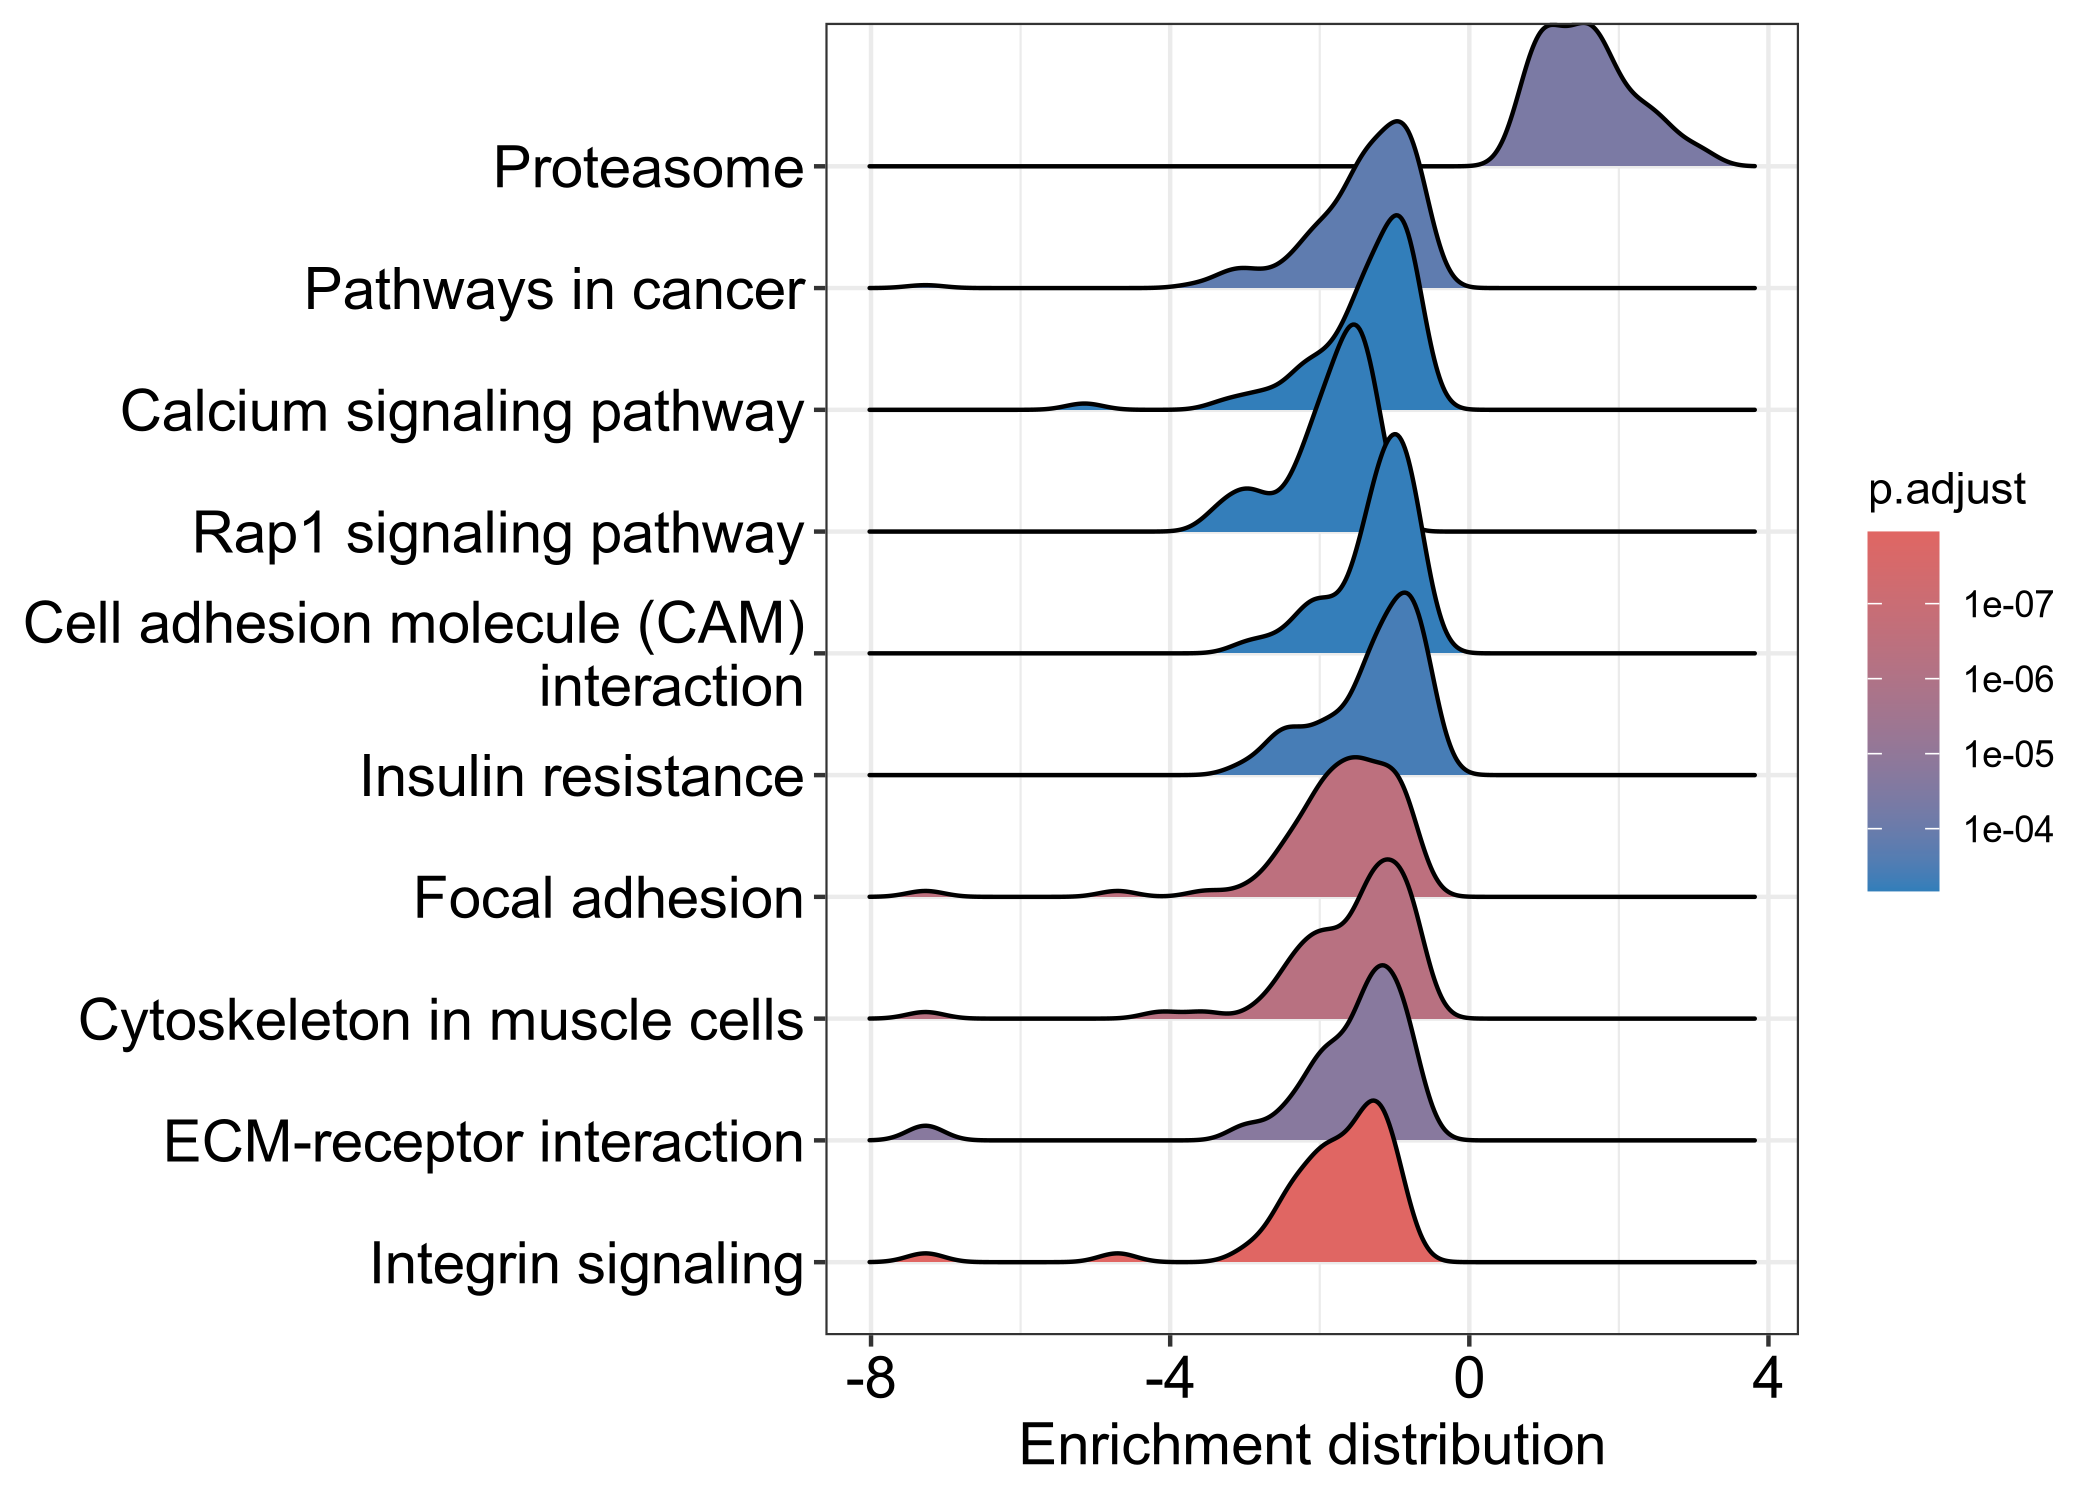 Proteasome
Pathways in cancer
Calcium signaling pathway
Rap1 signaling pathway
Cell adhesion molecule (CAM)
interaction
Insulin resistance
Focal adhesion
Cytoskeleton in muscle cells
ECM-receptor interaction
Integrin signaling
-8 -4 0 4
Enrichment distribution
p.adjust
1e-07
1e-06
1e-05
1e-04